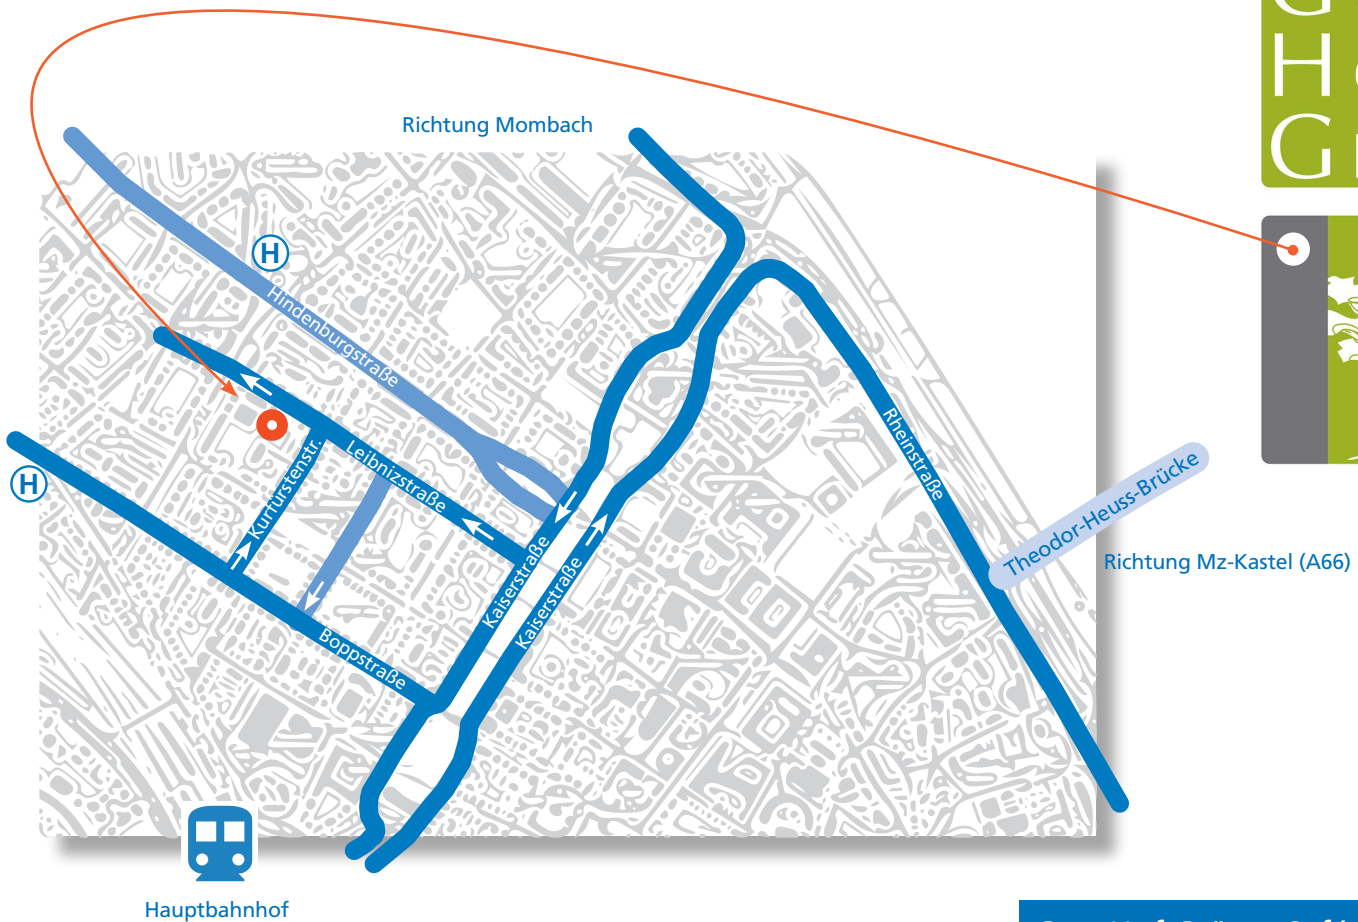 G
H
G
Richtung Mombach
H
Hindenburgstraße
Leibnizstraße
Kurfürstenstr.
H
Boppstraße
Kaiserstraße
Kaiserstraße
Rheinstraße
Theodor-Heuss-Brücke
Richtung Mz-Kastel (A66)
Hauptbahnhof